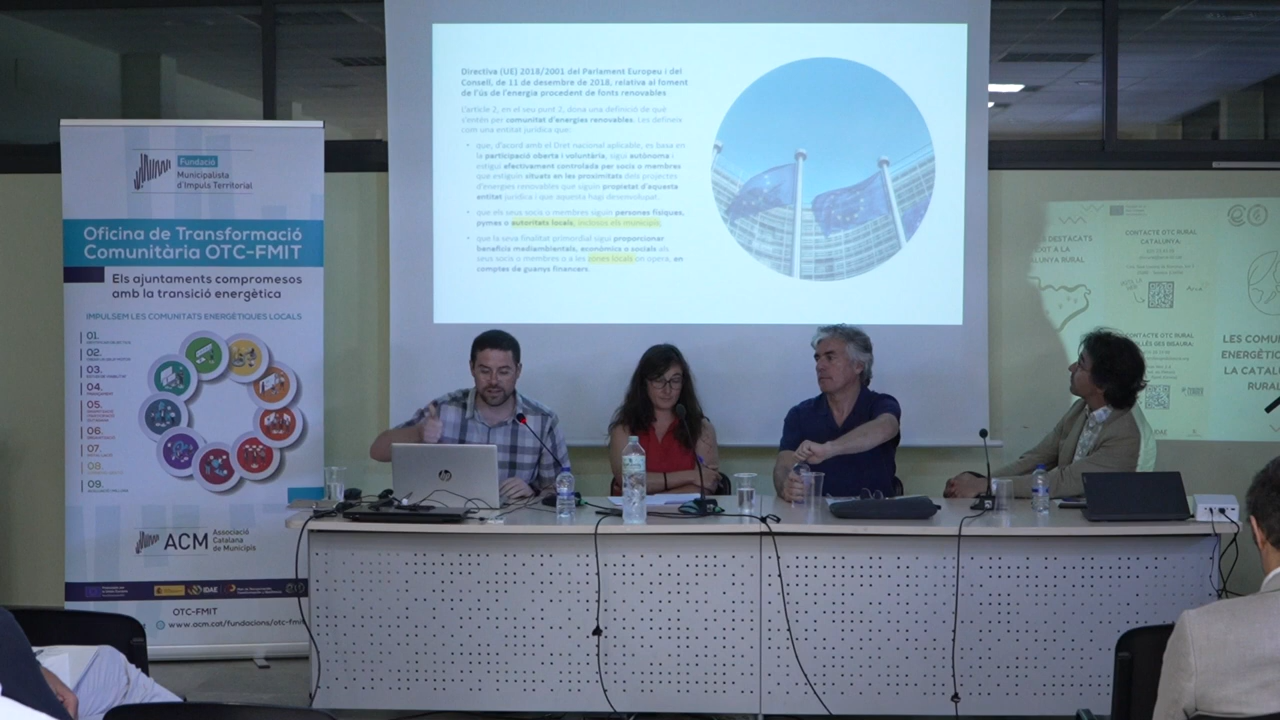 Fundació
Municipalista
d'Impuls Territorial
Oficina de Transformació
Comunitària OTC-FMIT
Els ajuntaments compromesos
amb la transició energètica
IMPULSEM LES COMUNITATS ENERGÈTIQUES LOCALS
01.
02.
03.
04.
05.
06.
07.
08.
09.
ACM
Associació
Catalana
de Municipis
IDAE
OTC-FMIT
www.acm.cat/fundacions/otc-fmit
Directiva (UE) 2018/2001 del Parlament Europeu i del
Consell, de 11 de desembre de 2018, relative al foment
de l'ús de l'energia procedent de fonts renovables
L'article 2, en el seu punt 2, dona una definició de què
s'entén per comunitat d'energies renovables. Les defineix
com una entitat jurídica que:
• que, d'acord amb el Dret nacional aplicable, es basa en
la participació oberta i voluntària, sigui autònoma i
estigui efectivament controlada per socis o membres
que estiguin situats en les proximitats dels projectes
d'energies renovables que siguin propietat d'aquesta
entitat jurídica i que aquesta hagi desenvolupat.
• que els seus socis o membres siguin persones físiques,
pymes o autoritats locals, inclosos els municipis;
• que la seva finalitat primordial sigui proporcionar
beneficis mediambientals, econòmics o socials als
seus socis o membres o a les zones locals on opera, en
comptes de guanys financers.
DESTACATS
A LA
CONTACTE OTC RURAL
CATALUNYA:
CONTACTE OTC RURAL
LES COMU
ENERGÈTI
LA CATAL
RURAL
hp